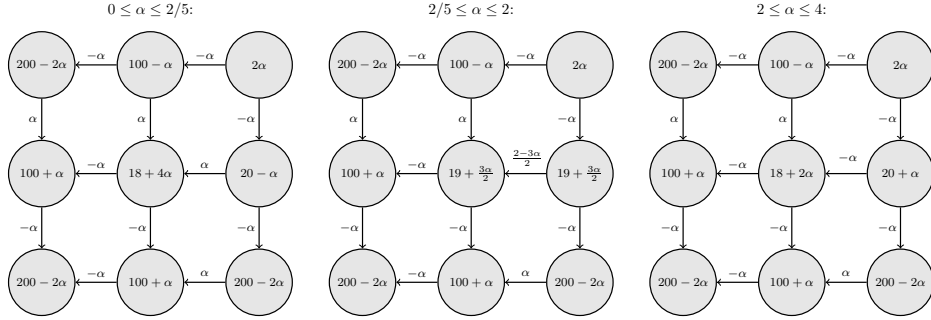 0 ≤ α ≤ 2/5:
200 − 2α −α 100 − α −α 2α
α α −α
100 + α −α 18 + 4α α 20 − α
−α −α −α
200 − 2α −α 100 + α α 200 − 2α
2/5 ≤ α ≤ 2:
200 − 2α −α 100 − α −α 2α
α α −α
100 + α −α 19 + 3α/2 2−3α/2 19 + 3α/2
−α −α −α
200 − 2α −α 100 + α α 200 − 2α
2 ≤ α ≤ 4:
200 − 2α −α 100 − α −α 2α
α α −α
100 + α −α 18 + 2α −α 20 + α
−α −α −α
200 − 2α −α 100 + α α 200 − 2α